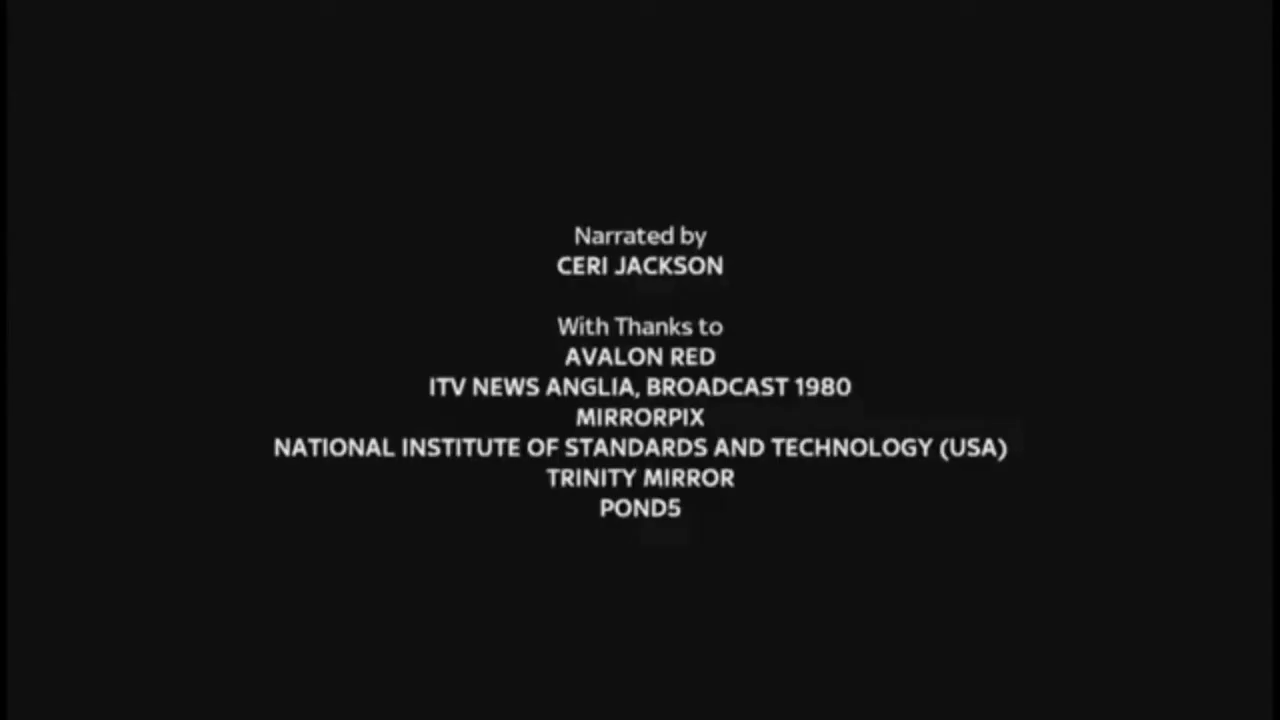 Narrated by
CERI JACKSON
With Thanks to
AVALON RED
ITV NEWS ANGLIA, BROADCAST 1980
MIRRORPIX
NATIONAL INSTITUTE OF STANDARDS AND TECHNOLOGY (USA)
TRINITY MIRROR
POND5